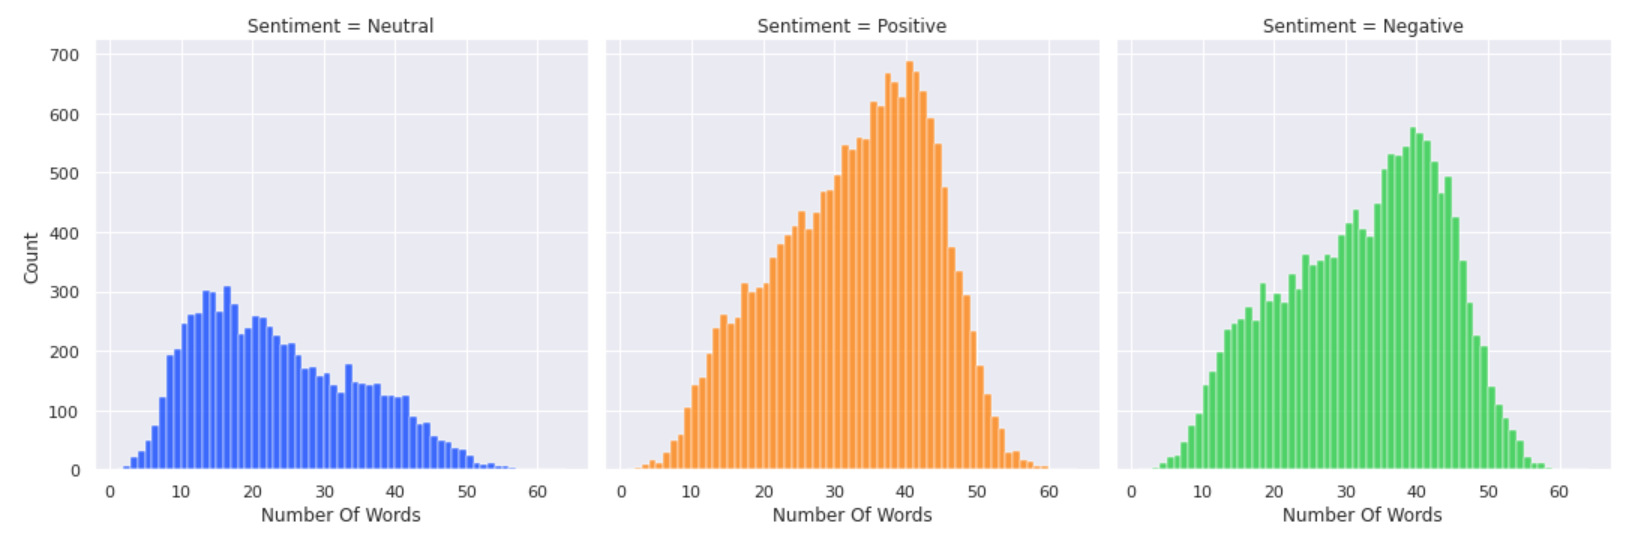 Sentiment = Neutral
Sentiment = Positive
Sentiment = Negative
700
600
500
400
300
200
100
0
Count
0 10 20 30 40 50 60
0 10 20 30 40 50 60
0 10 20 30 40 50 60
Number Of Words
Number Of Words
Number Of Words